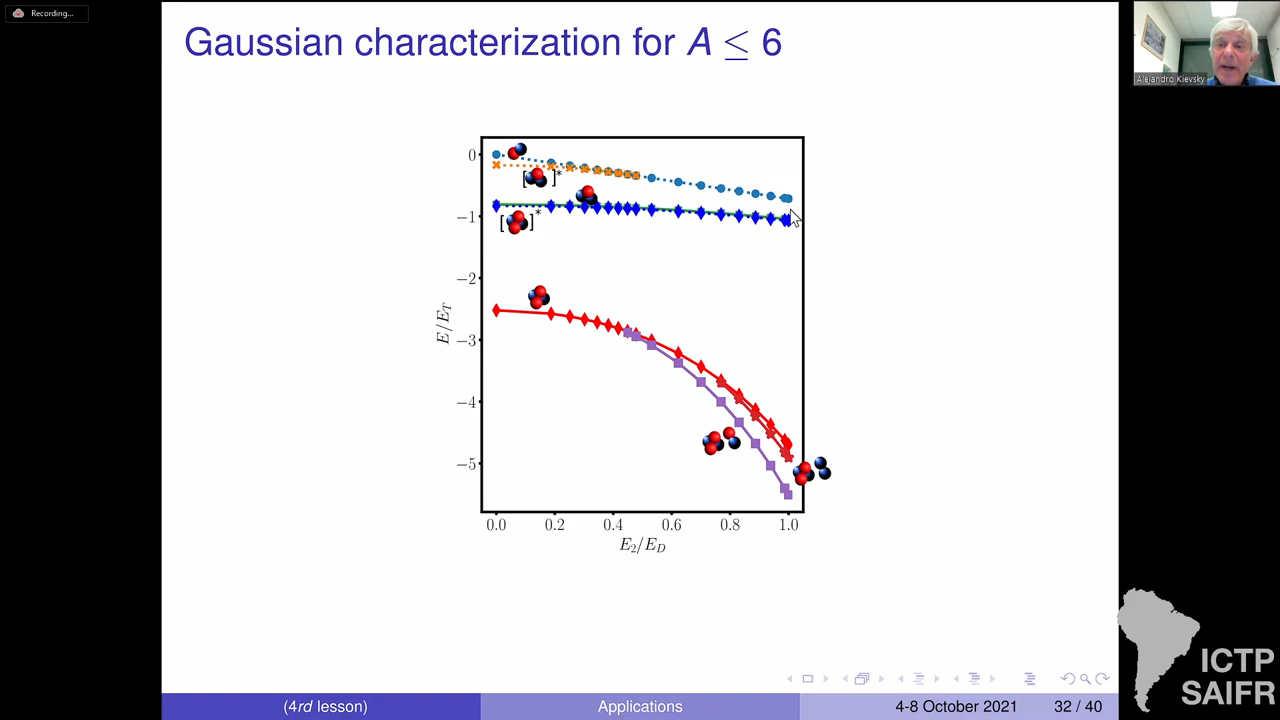 Recording...
Gaussian characterization for A ≤ 6
Alejandro Kievsky
0
−1
−2
−3
−4
−5
E/E_T
[ ]*
[ ]*
0.0 0.2 0.4 0.6 0.8 1.0
E_2/E_D
ICTP
SAIFR
(4rd lesson) Applications 4-8 October 2021 32 / 40